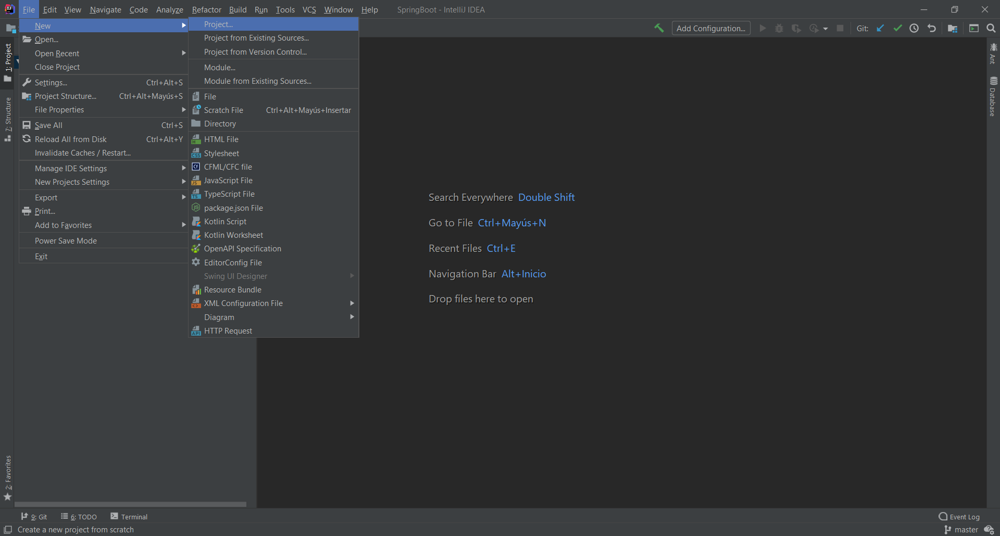 File Edit View Navigate Code Analyze Refactor Build Run Tools VCS Window Help SpringBoot - IntelliJ IDEA
Add Configuration... Git:
New
Open...
Open Recent
Close Project
Settings... Ctrl+Alt+S
Project Structure... Ctrl+Alt+Mayús+S
File Properties
Save All Ctrl+S
Reload All from Disk Ctrl+Alt+Y
Invalidate Caches / Restart...
Manage IDE Settings
New Projects Settings
Export
Print...
Add to Favorites
Power Save Mode
Exit
Project...
Project from Existing Sources...
Project from Version Control...
Module...
Module from Existing Sources...
File
Scratch File Ctrl+Alt+Mayús+Insertar
Directory
HTML File
Stylesheet
CFML/CFC file
JavaScript File
TypeScript File
package.json File
Kotlin Script
Kotlin Worksheet
OpenAPI Specification
EditorConfig File
Swing UI Designer
Resource Bundle
XML Configuration File
Diagram
HTTP Request
1: Project
7: Structure
2: Favorites
Search Everywhere Double Shift
Go to File Ctrl+Mayús+N
Recent Files Ctrl+E
Navigation Bar Alt+Inicio
Drop files here to open
Ant
Database
9: Git 6: TODO Terminal Event Log
Create a new project from scratch master